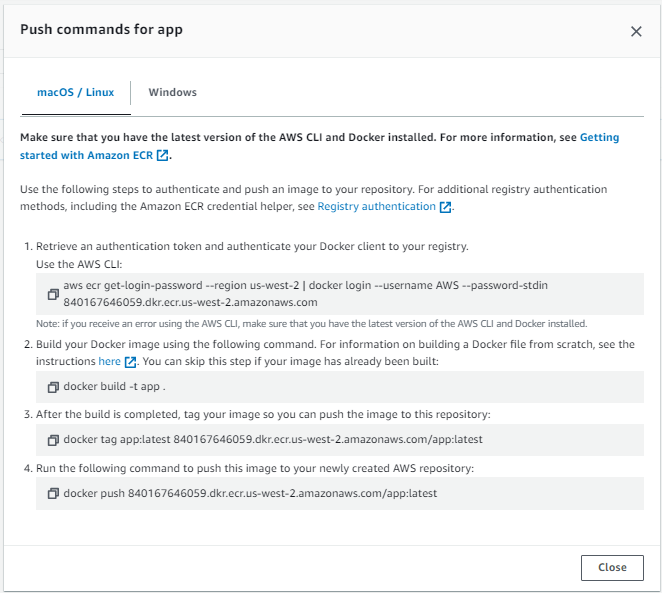 Push commands for app
macOS / Linux
Windows
Make sure that you have the latest version of the AWS CLI and Docker installed. For more information, see Getting
started with Amazon ECR.
Use the following steps to authenticate and push an image to your repository. For additional registry authentication
methods, including the Amazon ECR credential helper, see Registry authentication.
1. Retrieve an authentication token and authenticate your Docker client to your registry.
Use the AWS CLI:
aws ecr get-login-password --region us-west-2 | docker login --username AWS --password-stdin
840167646059.dkr.ecr.us-west-2.amazonaws.com
Note: if you receive an error using the AWS CLI, make sure that you have the latest version of the AWS CLI and Docker installed.
2. Build your Docker image using the following command. For information on building a Docker file from scratch, see the
instructions here. You can skip this step if your image has already been built:
docker build -t app .
3. After the build is completed, tag your image so you can push the image to this repository:
docker tag app:latest 840167646059.dkr.ecr.us-west-2.amazonaws.com/app:latest
4. Run the following command to push this image to your newly created AWS repository:
docker push 840167646059.dkr.ecr.us-west-2.amazonaws.com/app:latest
Close